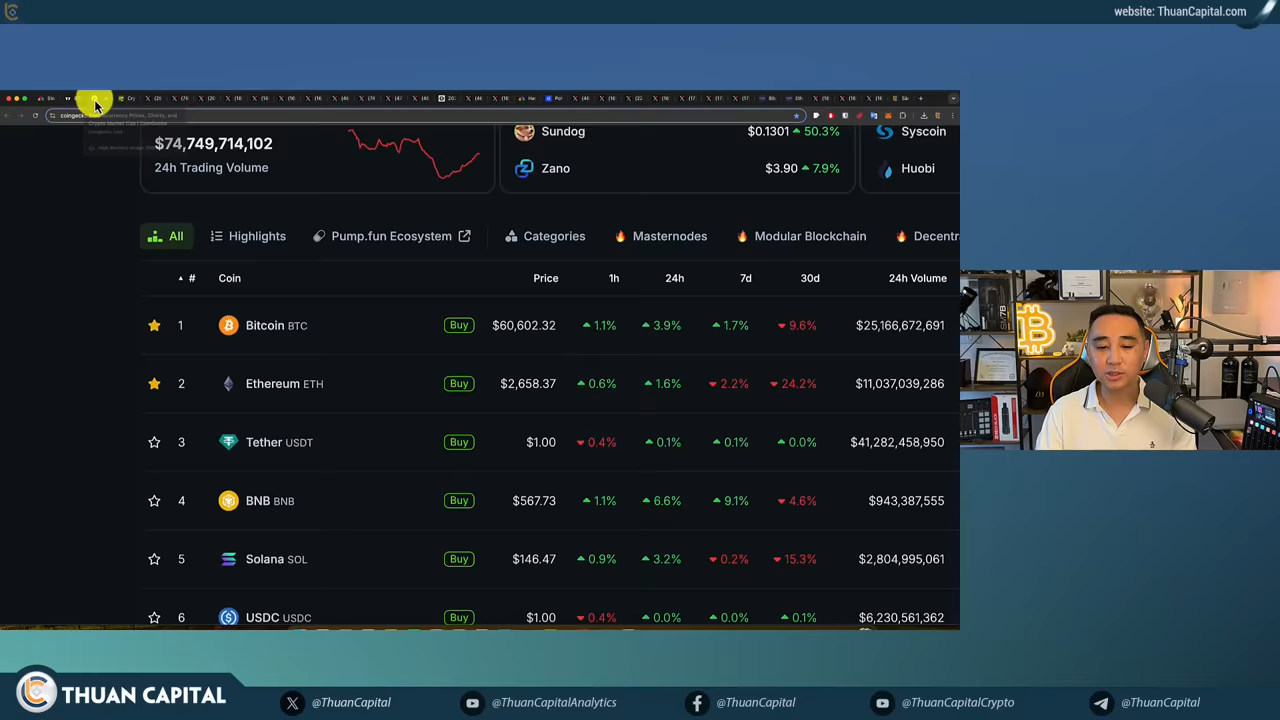 website: ThuanCapital.com
$74,749,714,102
24h Trading Volume
Sundog $0.1301 50.3%
Zano $3.90 7.9%
Syscoin
Huobi
All Highlights Pump.fun Ecosystem Categories Masternodes Modular Blockchain
# Coin Price 1h 24h 7d 30d 24h Volume
1 Bitcoin BTC Buy $60,602.32 1.1% 3.9% 1.7% 9.6% $25,166,672,691
2 Ethereum ETH Buy $2,658.37 0.6% 1.6% 2.2% 24.2% $11,037,039,286
3 Tether USDT Buy $1.00 0.4% 0.1% 0.1% 0.0% $41,282,458,950
4 BNB BNB Buy $567.73 1.1% 6.6% 9.1% 4.6% $943,387,555
5 Solana SOL Buy $146.47 0.9% 3.2% 0.2% 15.3% $2,804,995,061
6 USDC USDC Buy $1.00 0.4% 0.0% 0.0% 0.1% $6,230,561,362
THUAN CAPITAL
@ThuanCapital
@ThuanCapitalAnalytics
@ThuanCapital
@ThuanCapitalCrypto
@ThuanCapital